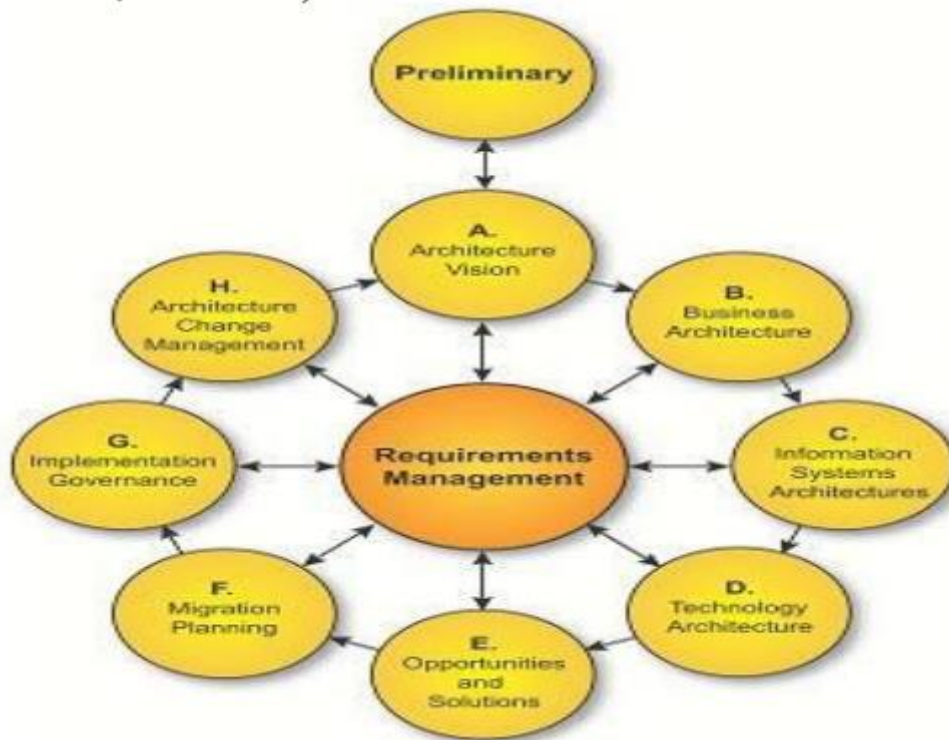 Preliminary
A.
Architecture
Vision
B.
Business
Architecture
C.
Information
Systems
Architectures
D.
Technology
Architecture
E.
Opportunities
and
Solutions
F.
Migration
Planning
G.
Implementation
Governance
H.
Architecture
Change
Management
Requirements
Management